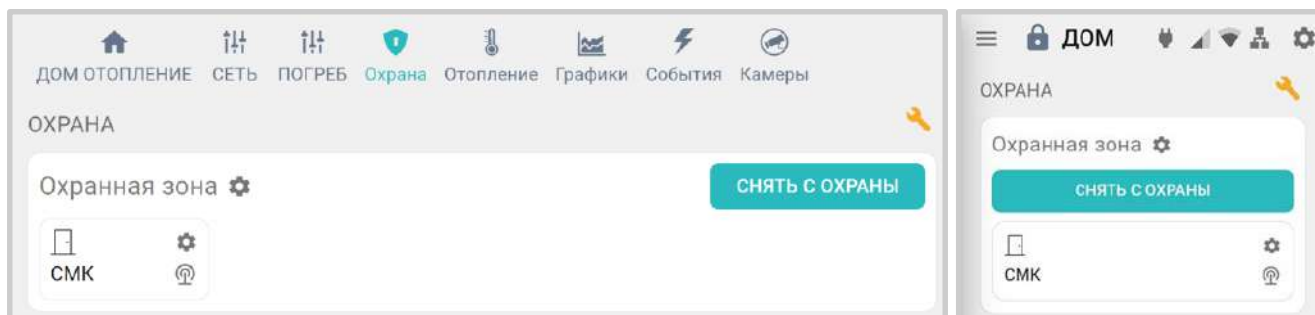 ДОМ ОТОПЛЕНИЕ СЕТЬ ПОГРЕБ Охрана Отопление Графики События Камеры
ОХРАНА
Охранная зона СНЯТЬ С ОХРАНЫ
СМК
ДОМ
ОХРАНА
Охранная зона
СНЯТЬ С ОХРАНЫ
СМК